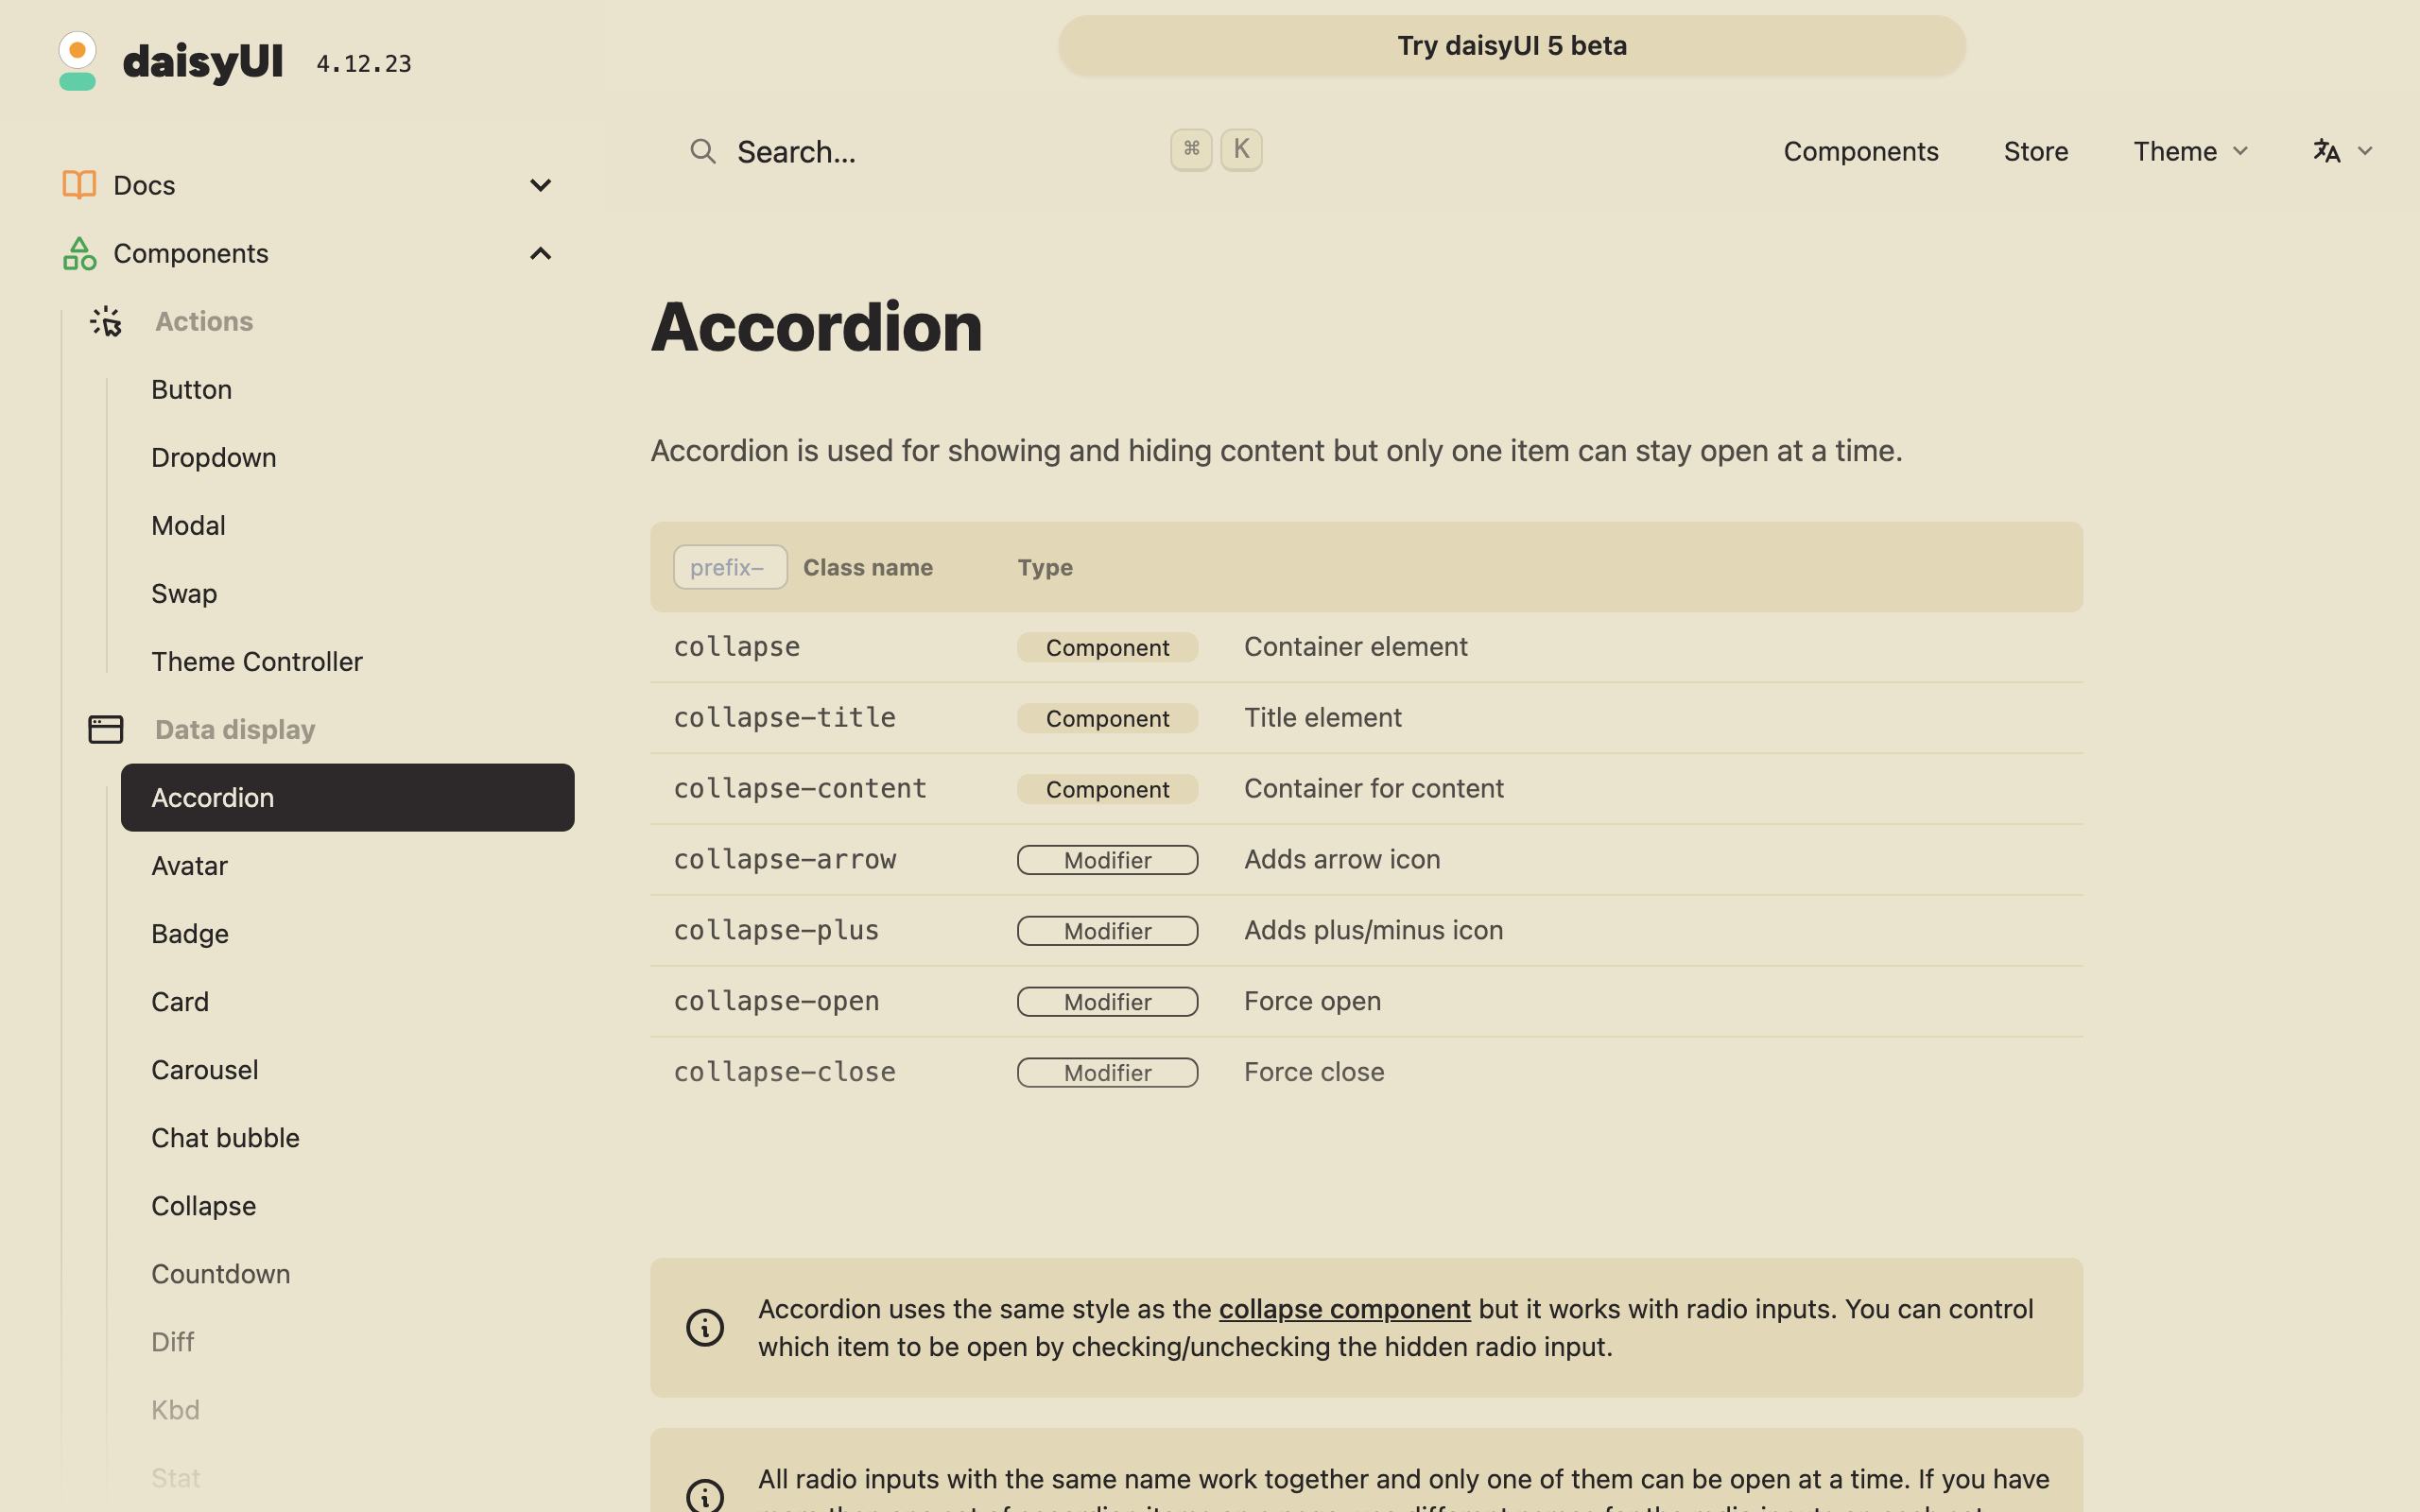 daisyUI 4.12.23
Try daisyUI 5 beta
Search... ⌘ K
Components Store Theme
Docs
Components
Actions
Button
Dropdown
Modal
Swap
Theme Controller
Data display
Accordion
Avatar
Badge
Card
Carousel
Chat bubble
Collapse
Countdown
Diff
Kbd
Stat
Accordion
Accordion is used for showing and hiding content but only one item can stay open at a time.
prefix- Class name Type
collapse Component Container element
collapse-title Component Title element
collapse-content Component Container for content
collapse-arrow Modifier Adds arrow icon
collapse-plus Modifier Adds plus/minus icon
collapse-open Modifier Force open
collapse-close Modifier Force close
Accordion uses the same style as the collapse component but it works with radio inputs. You can control
which item to be open by checking/unchecking the hidden radio input.
All radio inputs with the same name work together and only one of them can be open at a time. If you have